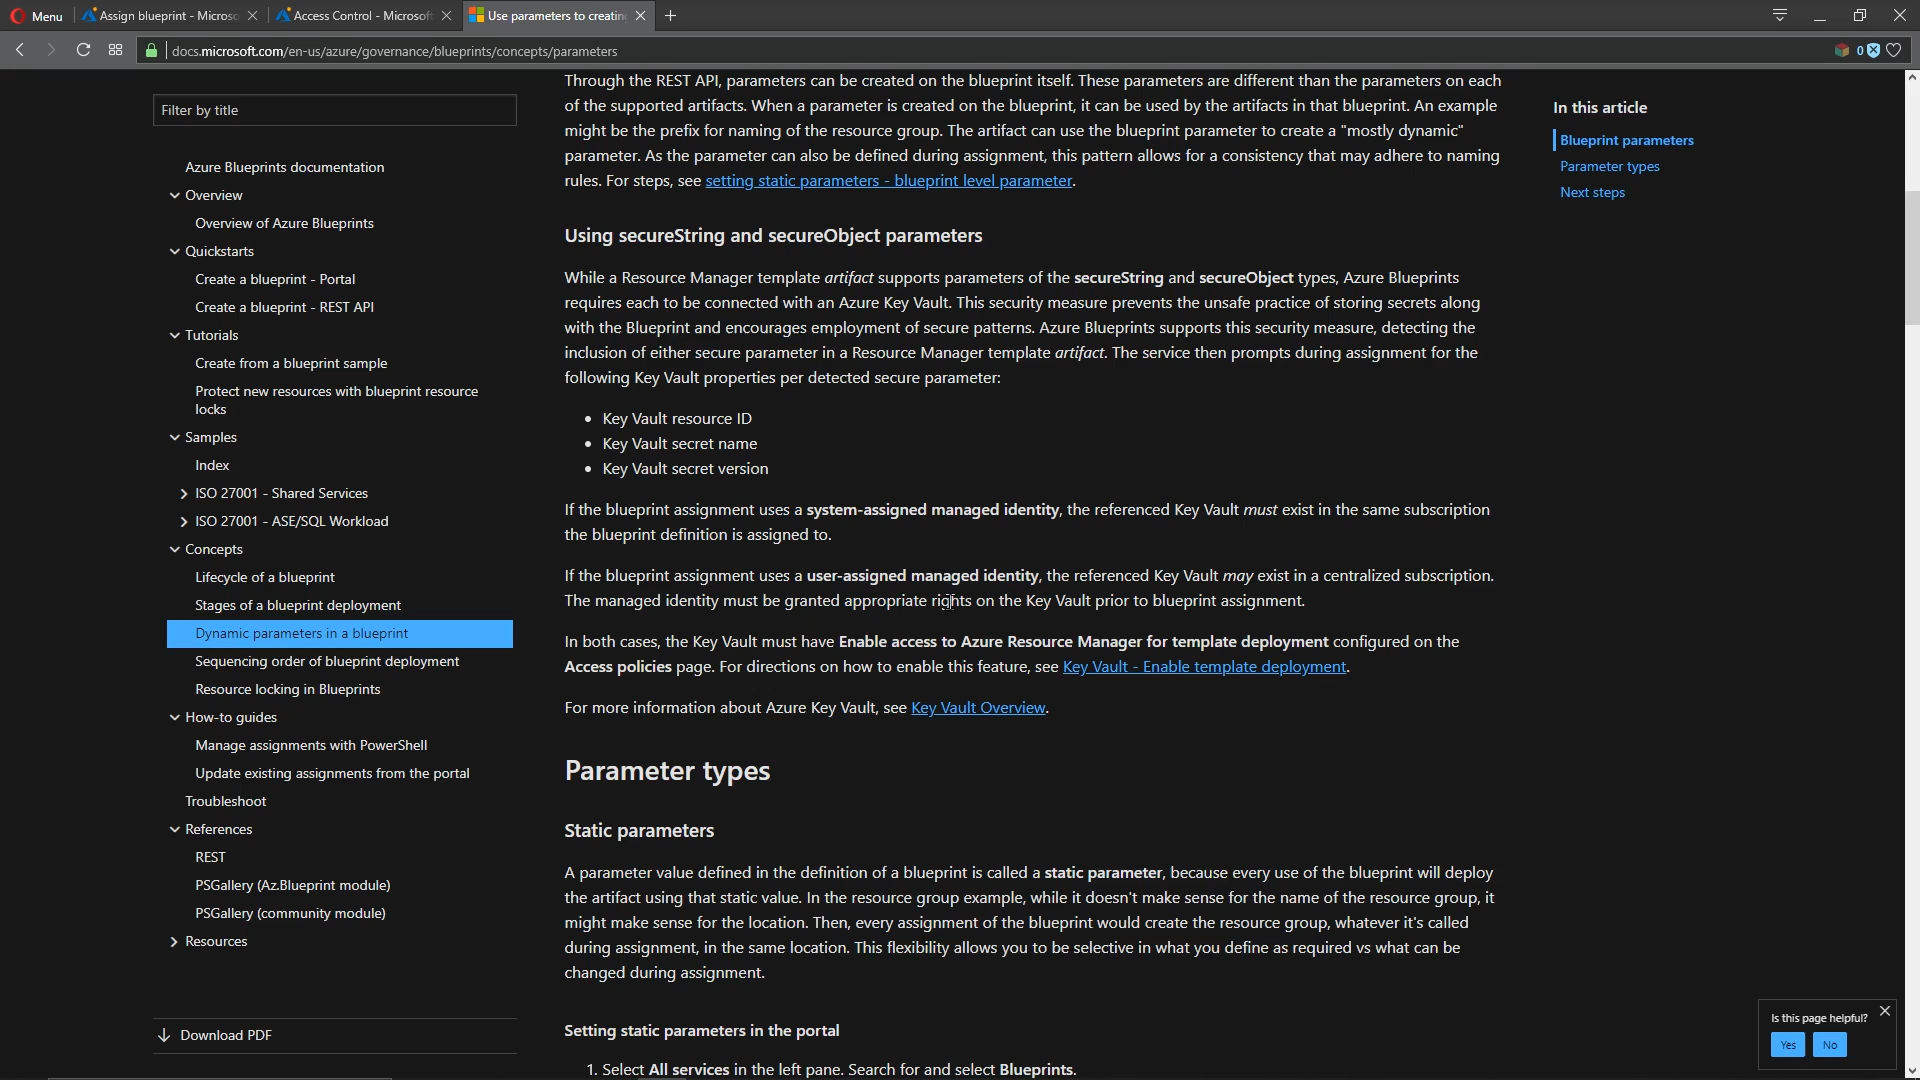 Menu
Assign blueprint - Microso
Access Control - Microsoft
Use parameters to creating
docs.microsoft.com/en-us/azure/governance/blueprints/concepts/parameters
0
Filter by title
Azure Blueprints documentation
Overview
Overview of Azure Blueprints
Quickstarts
Create a blueprint - Portal
Create a blueprint - REST API
Tutorials
Create from a blueprint sample
Protect new resources with blueprint resource
locks
Samples
Index
ISO 27001 - Shared Services
ISO 27001 - ASE/SQL Workload
Concepts
Lifecycle of a blueprint
Stages of a blueprint deployment
Dynamic parameters in a blueprint
Sequencing order of blueprint deployment
Resource locking in Blueprints
How-to guides
Manage assignments with PowerShell
Update existing assignments from the portal
Troubleshoot
References
REST
PSGallery (Az.Blueprint module)
PSGallery (community module)
Resources
Download PDF
Through the REST API, parameters can be created on the blueprint itself. These parameters are different than the parameters on each
of the supported artifacts. When a parameter is created on the blueprint, it can be used by the artifacts in that blueprint. An example
might be the prefix for naming of the resource group. The artifact can use the blueprint parameter to create a "mostly dynamic"
parameter. As the parameter can also be defined during assignment, this pattern allows for a consistency that may adhere to naming
rules. For steps, see setting static parameters - blueprint level parameter.
Using secureString and secureObject parameters
While a Resource Manager template artifact supports parameters of the secureString and secureObject types, Azure Blueprints
requires each to be connected with an Azure Key Vault. This security measure prevents the unsafe practice of storing secrets along
with the Blueprint and encourages employment of secure patterns. Azure Blueprints supports this security measure, detecting the
inclusion of either secure parameter in a Resource Manager template artifact. The service then prompts during assignment for the
following Key Vault properties per detected secure parameter:
• Key Vault resource ID
• Key Vault secret name
• Key Vault secret version
If the blueprint assignment uses a system-assigned managed identity, the referenced Key Vault must exist in the same subscription
the blueprint definition is assigned to.
If the blueprint assignment uses a user-assigned managed identity, the referenced Key Vault may exist in a centralized subscription.
The managed identity must be granted appropriate rights on the Key Vault prior to blueprint assignment.
In both cases, the Key Vault must have Enable access to Azure Resource Manager for template deployment configured on the
Access policies page. For directions on how to enable this feature, see Key Vault - Enable template deployment.
For more information about Azure Key Vault, see Key Vault Overview.
Parameter types
Static parameters
A parameter value defined in the definition of a blueprint is called a static parameter, because every use of the blueprint will deploy
the artifact using that static value. In the resource group example, while it doesn't make sense for the name of the resource group, it
might make sense for the location. Then, every assignment of the blueprint would create the resource group, whatever it's called
during assignment, in the same location. This flexibility allows you to be selective in what you define as required vs what can be
changed during assignment.
Setting static parameters in the portal
1. Select All services in the left pane. Search for and select Blueprints.
In this article
Blueprint parameters
Parameter types
Next steps
Is this page helpful?
Yes
No